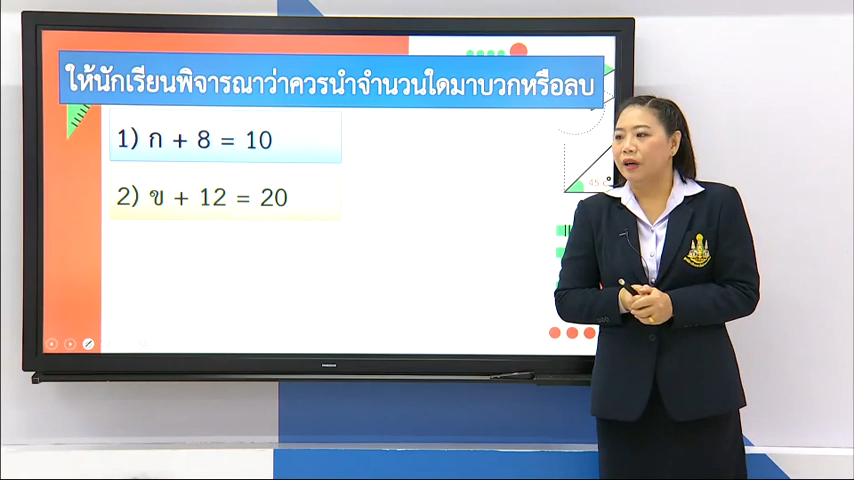 ให้นักเรียนพิจารณาว่าควรนำจำนวนใดมาบวกหรือลบ
1) ก + 8 = 10
2) ข + 12 = 20
45